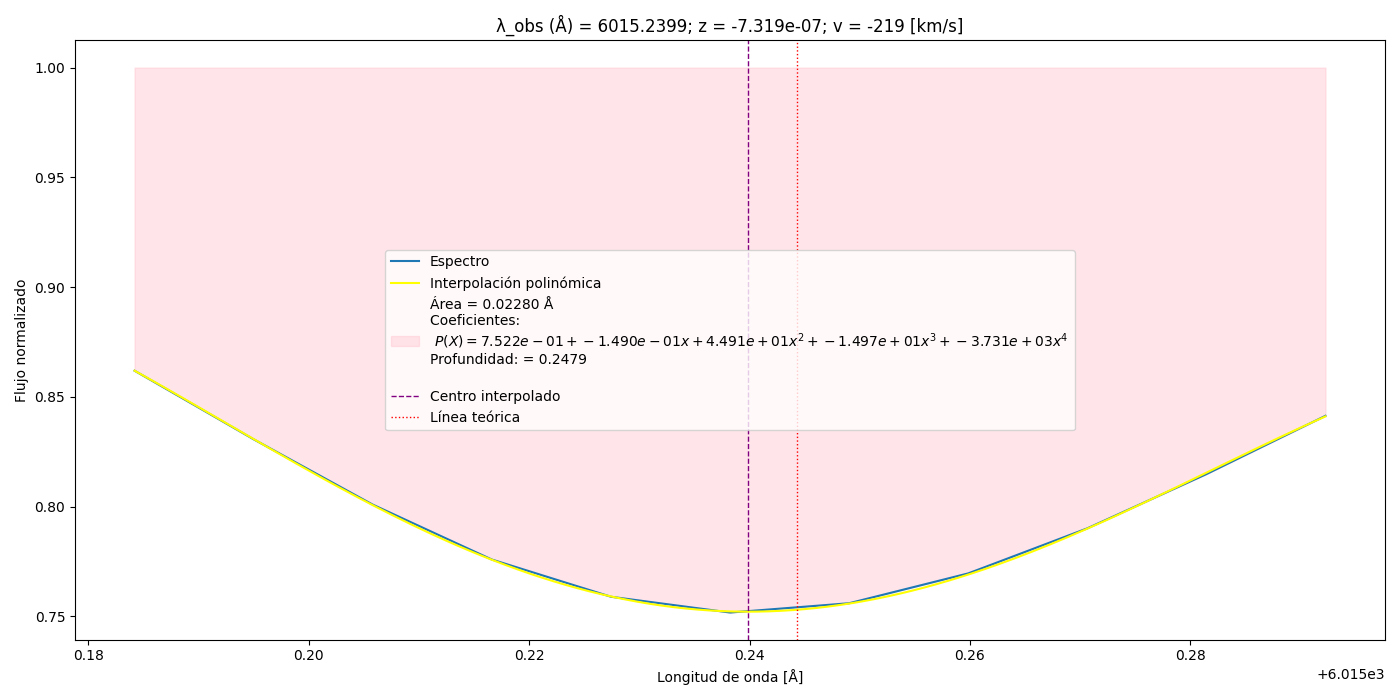 λ_obs (Å) = 6015.2399; z = -7.319e-07; v = -219 [km/s]
Flujo normalizado
1.00
0.95
0.90
0.85
0.80
0.75
Espectro
Interpolación polinómica
Área = 0.02280 Å
Coeficientes:
P(X) = 7.522e − 01 + −1.490e − 01x + 4.491e + 01x² + −1.497e + 01x³ + −3.731e + 03x⁴
Profundidad: = 0.2479
Centro interpolado
Línea teórica
0.18 0.20 0.22 0.24 0.26 0.28
+6.015e3
Longitud de onda [Å]